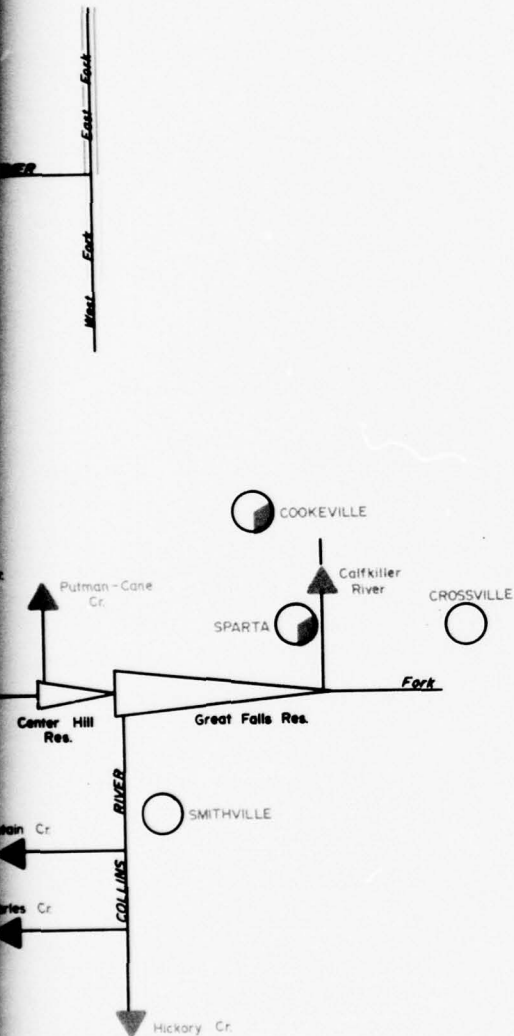 East Fork
West Fork
COOKEVILLE
Calfkiller
River
CROSSVILLE
Putman-Cane
Cr.
SPARTA
Fork
Center Hill
Res.
Great Falls Res.
COLLINS RIVER
SMITHVILLE
Cr.
Cr.
Hickory Cr.